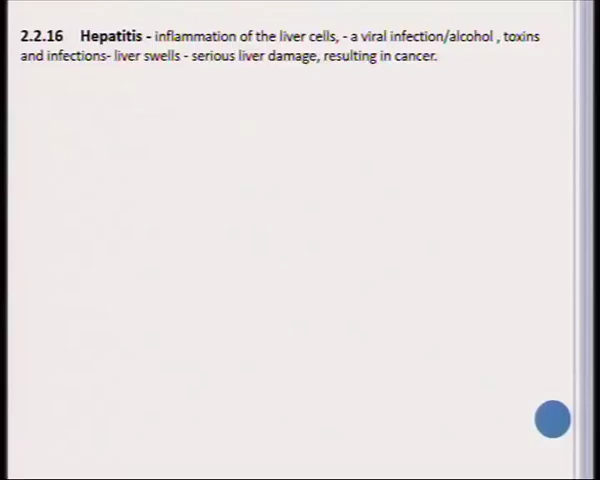 2.2.16 Hepatitis - inflammation of the liver cells, - a viral infection/alcohol , toxins
and infections- liver swells - serious liver damage, resulting in cancer.